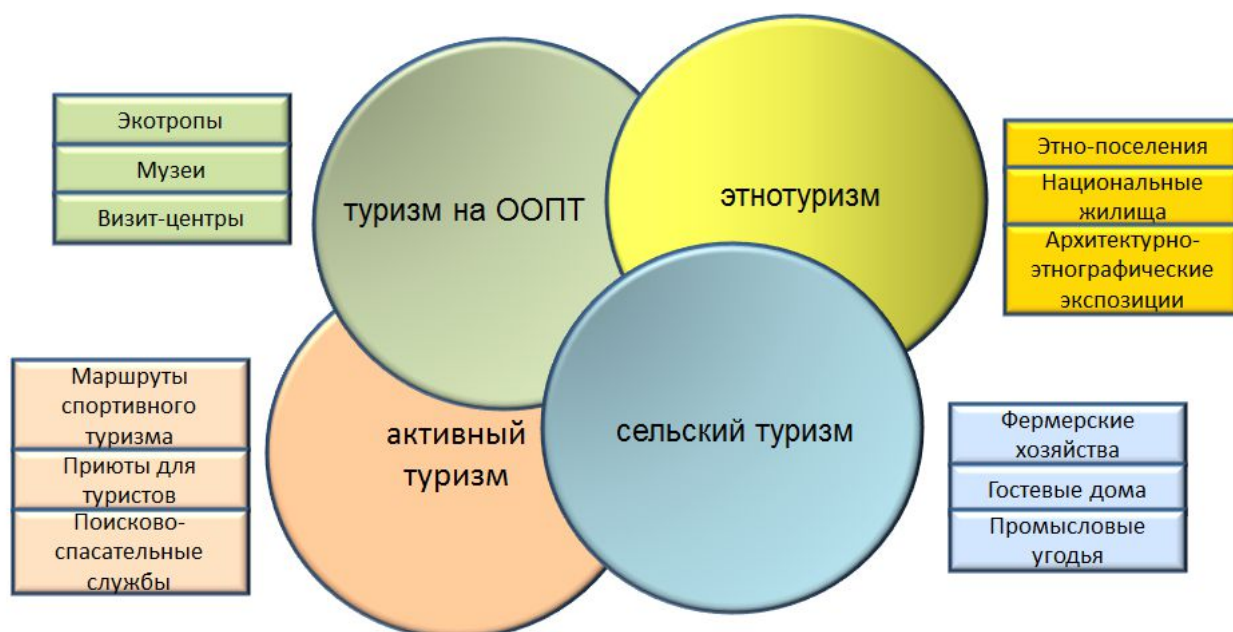 Экотропы
Музеи
Визит-центры
туризм на ООПТ
этнотуризм
Этно-поселения
Национальные
жилища
Архитектурно-
этнографические
экспозиции
Маршруты
спортивного
туризма
Приюты для
туристов
Поисково-
спасательные
службы
активный
туризм
сельский туризм
Фермерские
хозяйства
Гостевые дома
Промысловые
угодья